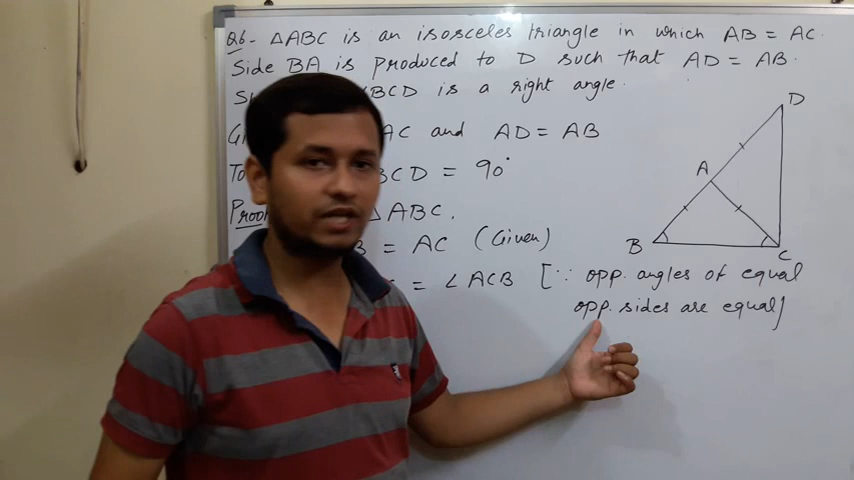 Q6- △ABC is an isosceles triangle in which AB = AC.
Side BA is produced to D such that AD = AB.
∠BCD is a right angle.
AC and AD = AB
BCD = 90°
Proof △ABC.
B = AC (Given)
= ∠ACB [∵ opp. angles of equal
opp. sides are equal]
D
A
B
C